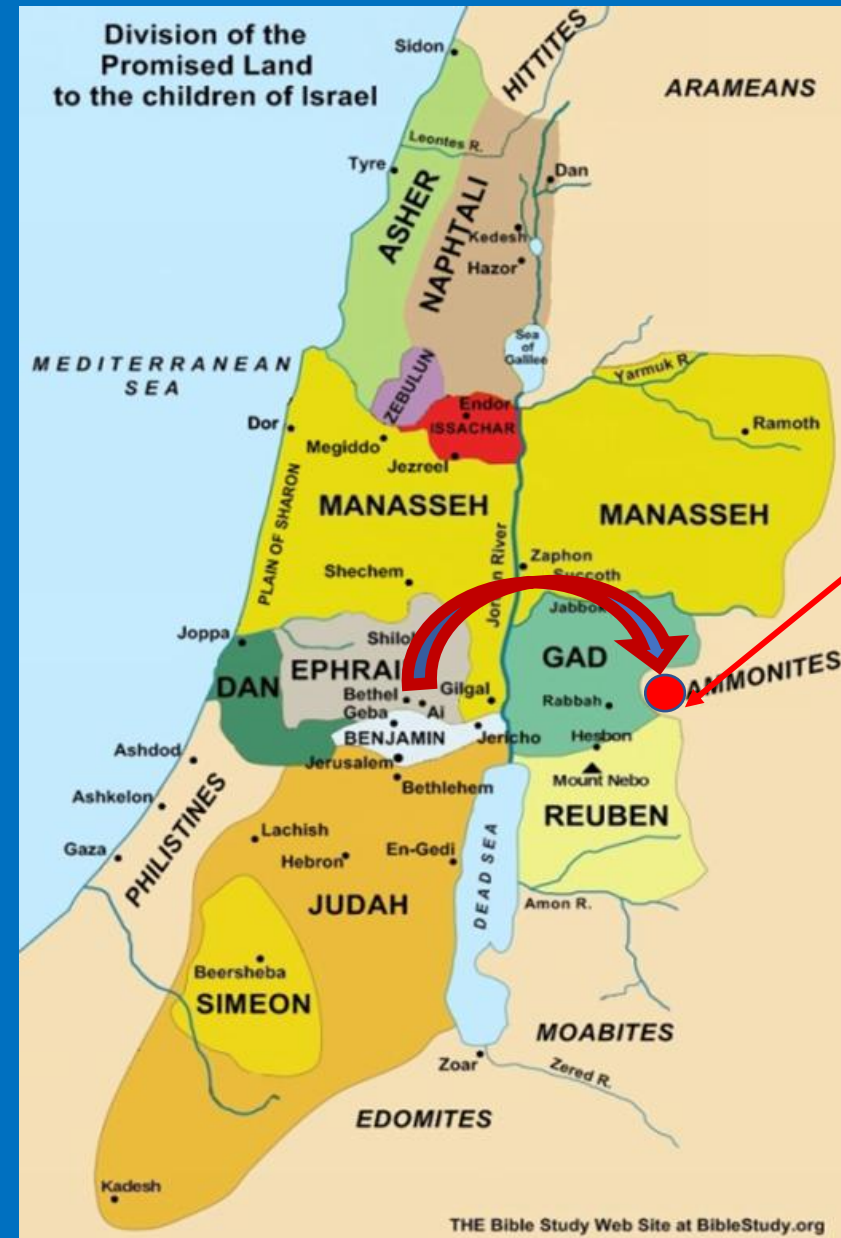 Division of the
Promised Land
to the children of Israel
Sidon
HITTITES
ARAMEANS
Leontes R.
Tyre
Dan
ASHER
NAPHTALI
Kedesh
Hazor
MEDITERRANEAN
SEA
Sea
of
Galilee
ZEBULUN
Yarmuk R.
Endor
ISSACHAR
Dor
Ramoth
Megiddo
Jezreel
PLAIN OF SHARON
MANASSEH
MANASSEH
Zaphon
Shechem
Joppa
GAD
DAN
AMMONITES
Bethel
Gilgal
Rabbah
Geba
Ai
BENJAMIN
Jericho
Hesbon
Ashdod
Jerusalem
Mount Nebo
Bethlehem
Ashkelon
REUBEN
PHILISTINES
Lachish
Gaza
Hebron
En-Gedi
DEAD SEA
JUDAH
Amon R.
Beersheba
SIMEON
MOABITES
Zoar
Zered R.
EDOMITES
Kadesh
THE Bible Study Web Site at BibleStudy.org